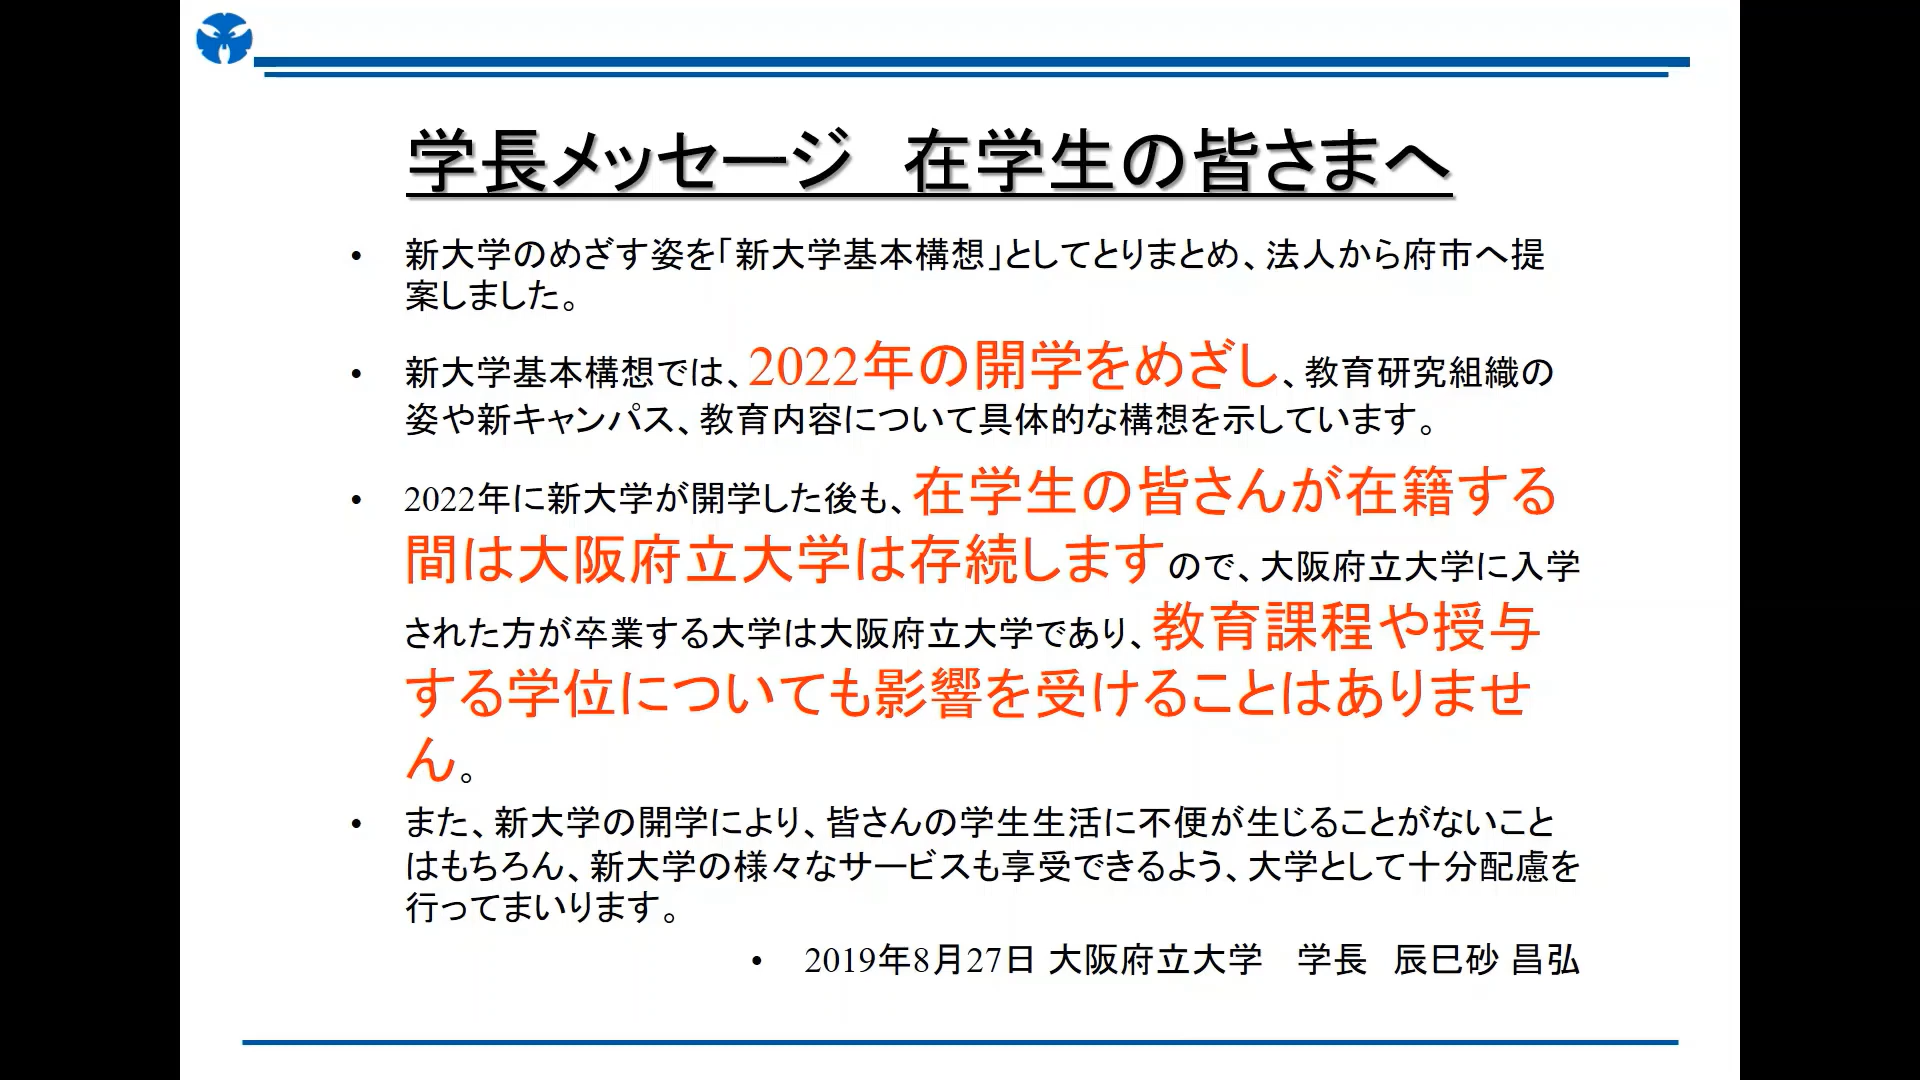 学長メッセージ　在学生の皆さまへ
• 新大学のめざす姿を「新大学基本構想」としてとりまとめ、法人から府市へ提
案しました。
• 新大学基本構想では、2022年の開学をめざし、教育研究組織の
姿や新キャンパス、教育内容について具体的な構想を示しています。
• 2022年に新大学が開学した後も、在学生の皆さんが在籍する
間は大阪府立大学は存続しますので、大阪府立大学に入学
された方が卒業する大学は大阪府立大学であり、教育課程や授与
する学位についても影響を受けることはありませ
ん。
• また、新大学の開学により、皆さんの学生生活に不便が生じることがないこと
はもちろん、新大学の様々なサービスも享受できるよう、大学として十分配慮を
行ってまいります。
• 2019年8月27日 大阪府立大学　学長　辰巳砂 昌弘